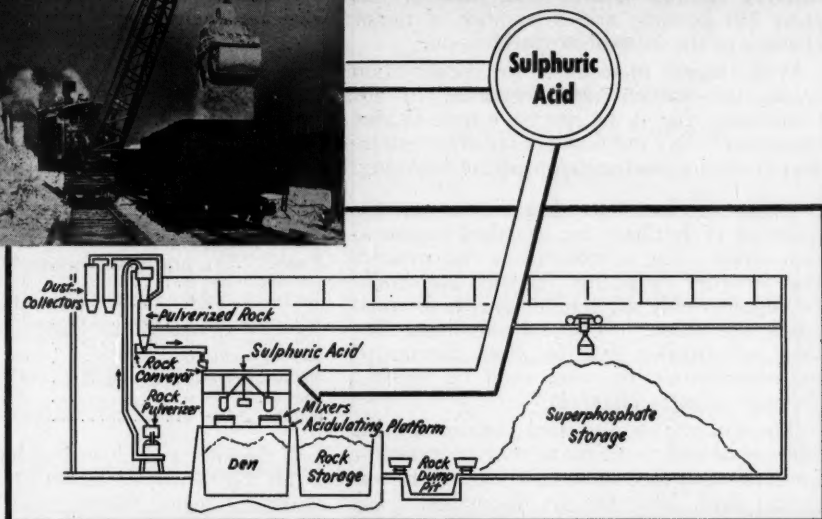 Sulphuric
Acid
Dust
Collectors
Pulverized Rock
Rock
Conveyor
Sulphuric Acid
Rock
Pulverizer
Mixers
Acidulating Platform
Den
Rock
Storage
Rock
Dump
Pit
Superphosphate
Storage